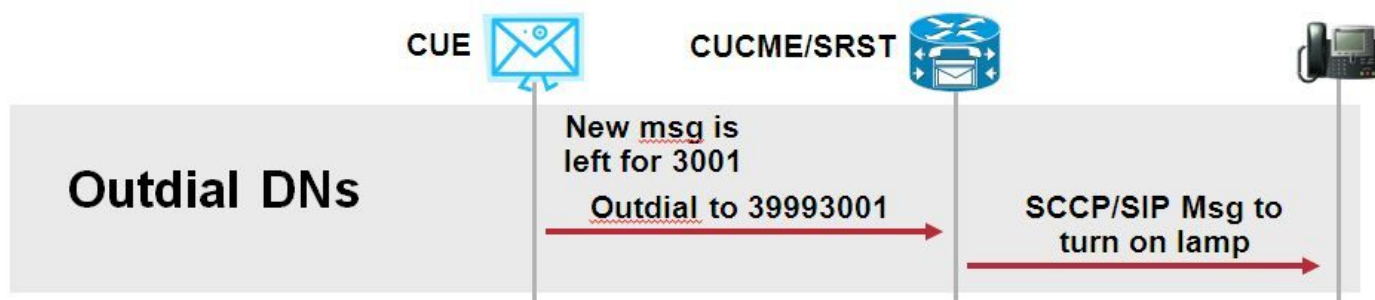 CUE
CUCME/SRST
New msg is
left for 3001
Outdial DNs
Outdial to 39993001
SCCP/SIP Msg to
turn on lamp